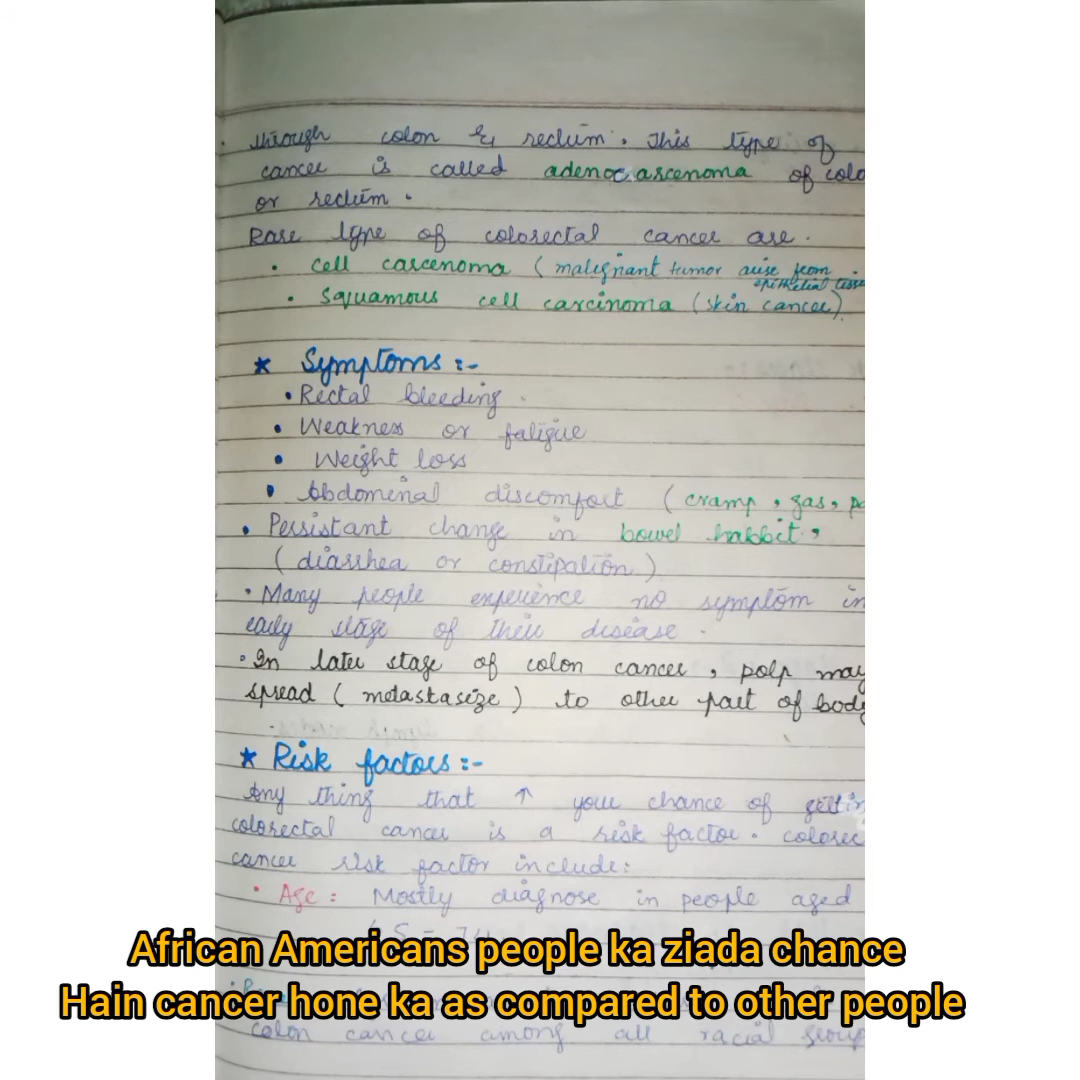 through colon & rectum. This type of
cancer is called adenocarcenoma of colo
or rectum.
Rare type of colorectal cancer are.
• cell carcenoma (malignant tumor arise from
epithelial tissu
• Squamous cell carcinoma (skin cancer).
* Symptoms :-
• Rectal bleeding.
• Weakness or fatigue
• Weight loss
• Abdominal discomfort (cramp, gas, pa
• Persistant change in bowel habbit,
(diarrhea or constipation)
• Many people experience no symptom in
early stage of their disease.
• In later stage of colon cancer, polp may
spread (metastasize) to other part of body
* Risk factors :-
Any thing that ↑ your chance of gettin
colorectal cancer is a risk factor. colorec
cancer risk factor include:
• Age : Mostly diagnose in people aged
African Americans people ka ziada chance
Hain cancer hone ka as compared to other people
colon cancer among all racial group